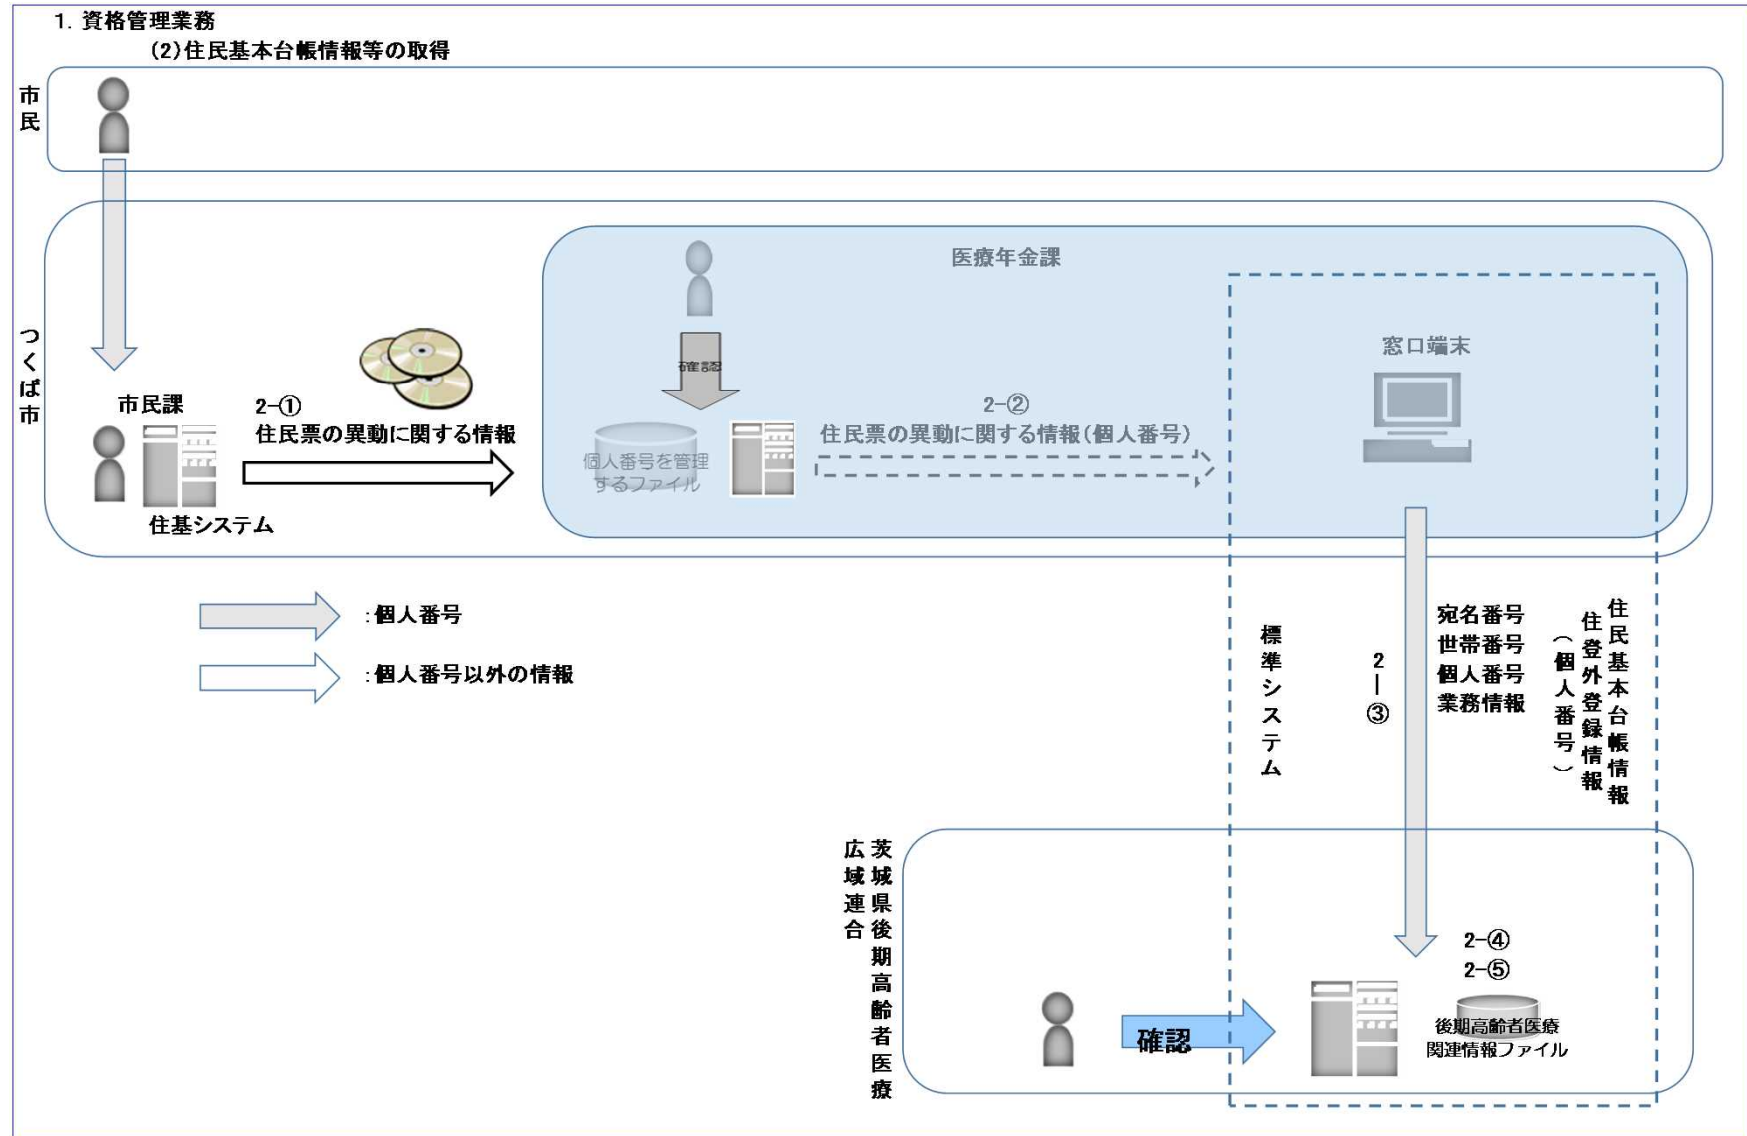 1. 資格管理業務
(2)住民基本台帳情報等の取得
市民
つくば市
医療年金課
窓口端末
確認
市民課
2-①
住民票の異動に関する情報
2-②
住民票の異動に関する情報(個人番号)
個人番号を管理
するファイル
住基システム
:個人番号
:個人番号以外の情報
標準システム
2-③
宛名番号
世帯番号
個人番号
業務情報
住民基本台帳情報
住登外登録情報
(個人番号)
茨城県後期高齢者医療
広域連合
2-④
2-⑤
確認
後期高齢者医療
関連情報ファイル